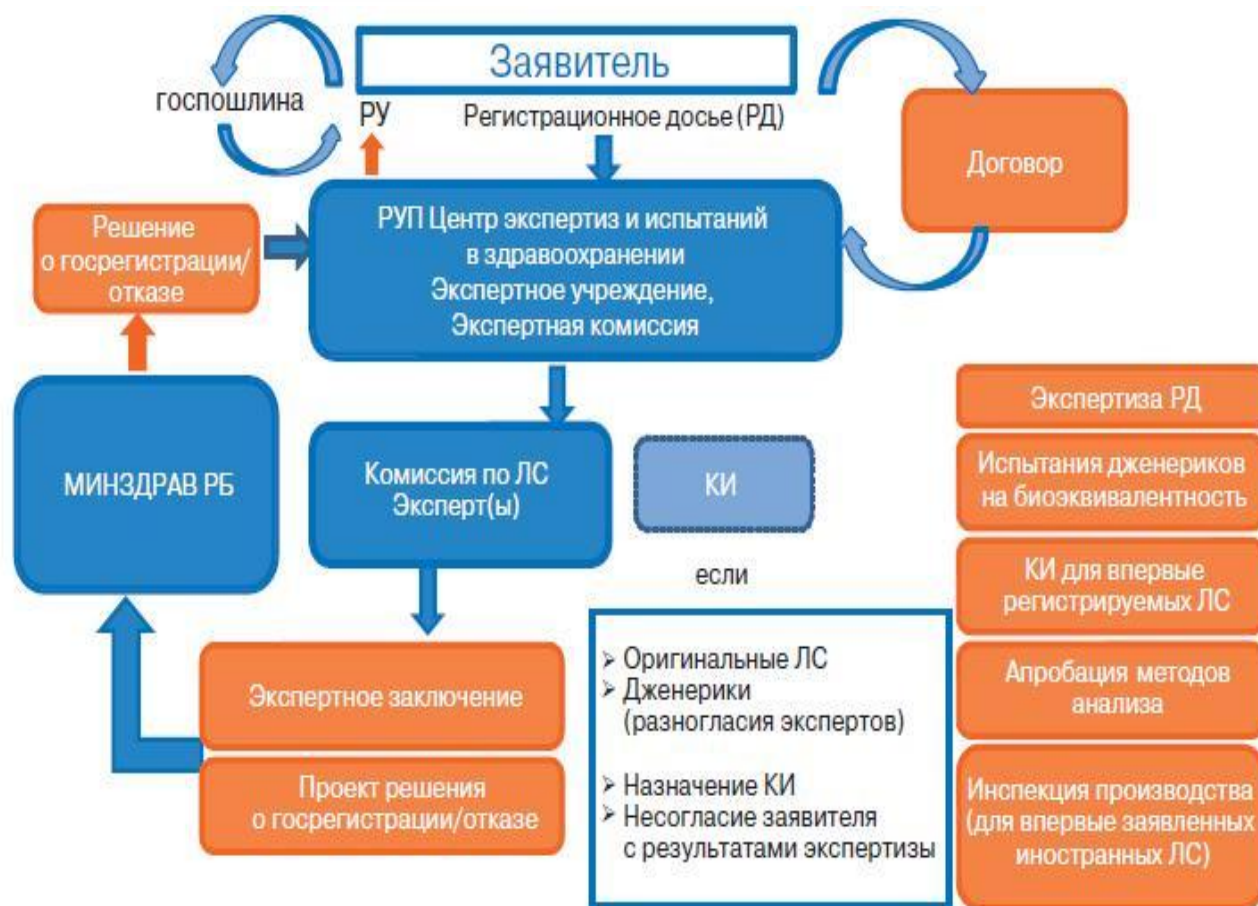 Заявитель
госпошлина
РУ
Регистрационное досье (РД)
Договор
Решение
о госрегистрации/
отказе
РУП Центр экспертиз и испытаний
в здравоохранении
Экспертное учреждение,
Экспертная комиссия
МИНЗДРАВ РБ
Комиссия по ЛС
Эксперт(ы)
КИ
если
Экспертное заключение
Проект решения
о госрегистрации/отказе
➢ Оригинальные ЛС
➢ Дженерики
(разногласия экспертов)
➢ Назначение КИ
➢ Несогласие заявителя
с результатами экспертизы
Экспертиза РД
Испытания дженериков
на биоэквивалентность
КИ для впервые
регистрируемых ЛС
Апробация методов
анализа
Инспекция производства
(для впервые заявленных
иностранных ЛС)